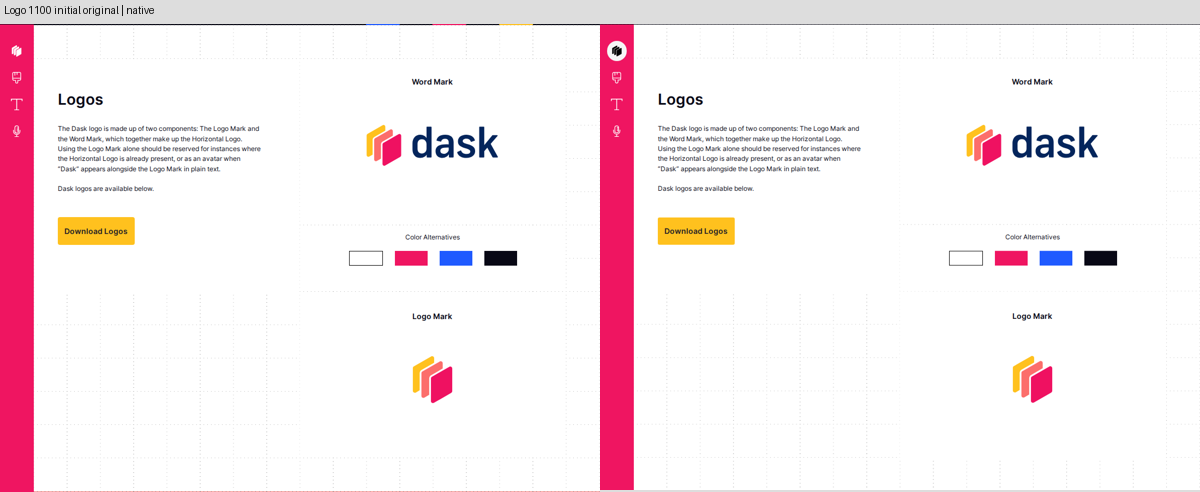 Logo 1100 initial original | native
Logos
The Dask logo is made up of two components: The Logo Mark and
the Word Mark, which together make up the Horizontal Logo.
Using the Logo Mark alone should be reserved for instances where
the Horizontal Logo is already present, or as an avatar when
"Dask" appears alongside the Logo Mark in plain text.
Dask logos are available below.
Download Logos
Word Mark
dask
Color Alternatives
Logo Mark
Logos
The Dask logo is made up of two components: The Logo Mark and
the Word Mark, which together make up the Horizontal Logo.
Using the Logo Mark alone should be reserved for instances where
the Horizontal Logo is already present, or as an avatar when
"Dask" appears alongside the Logo Mark in plain text.
Dask logos are available below.
Download Logos
Word Mark
dask
Color Alternatives
Logo Mark